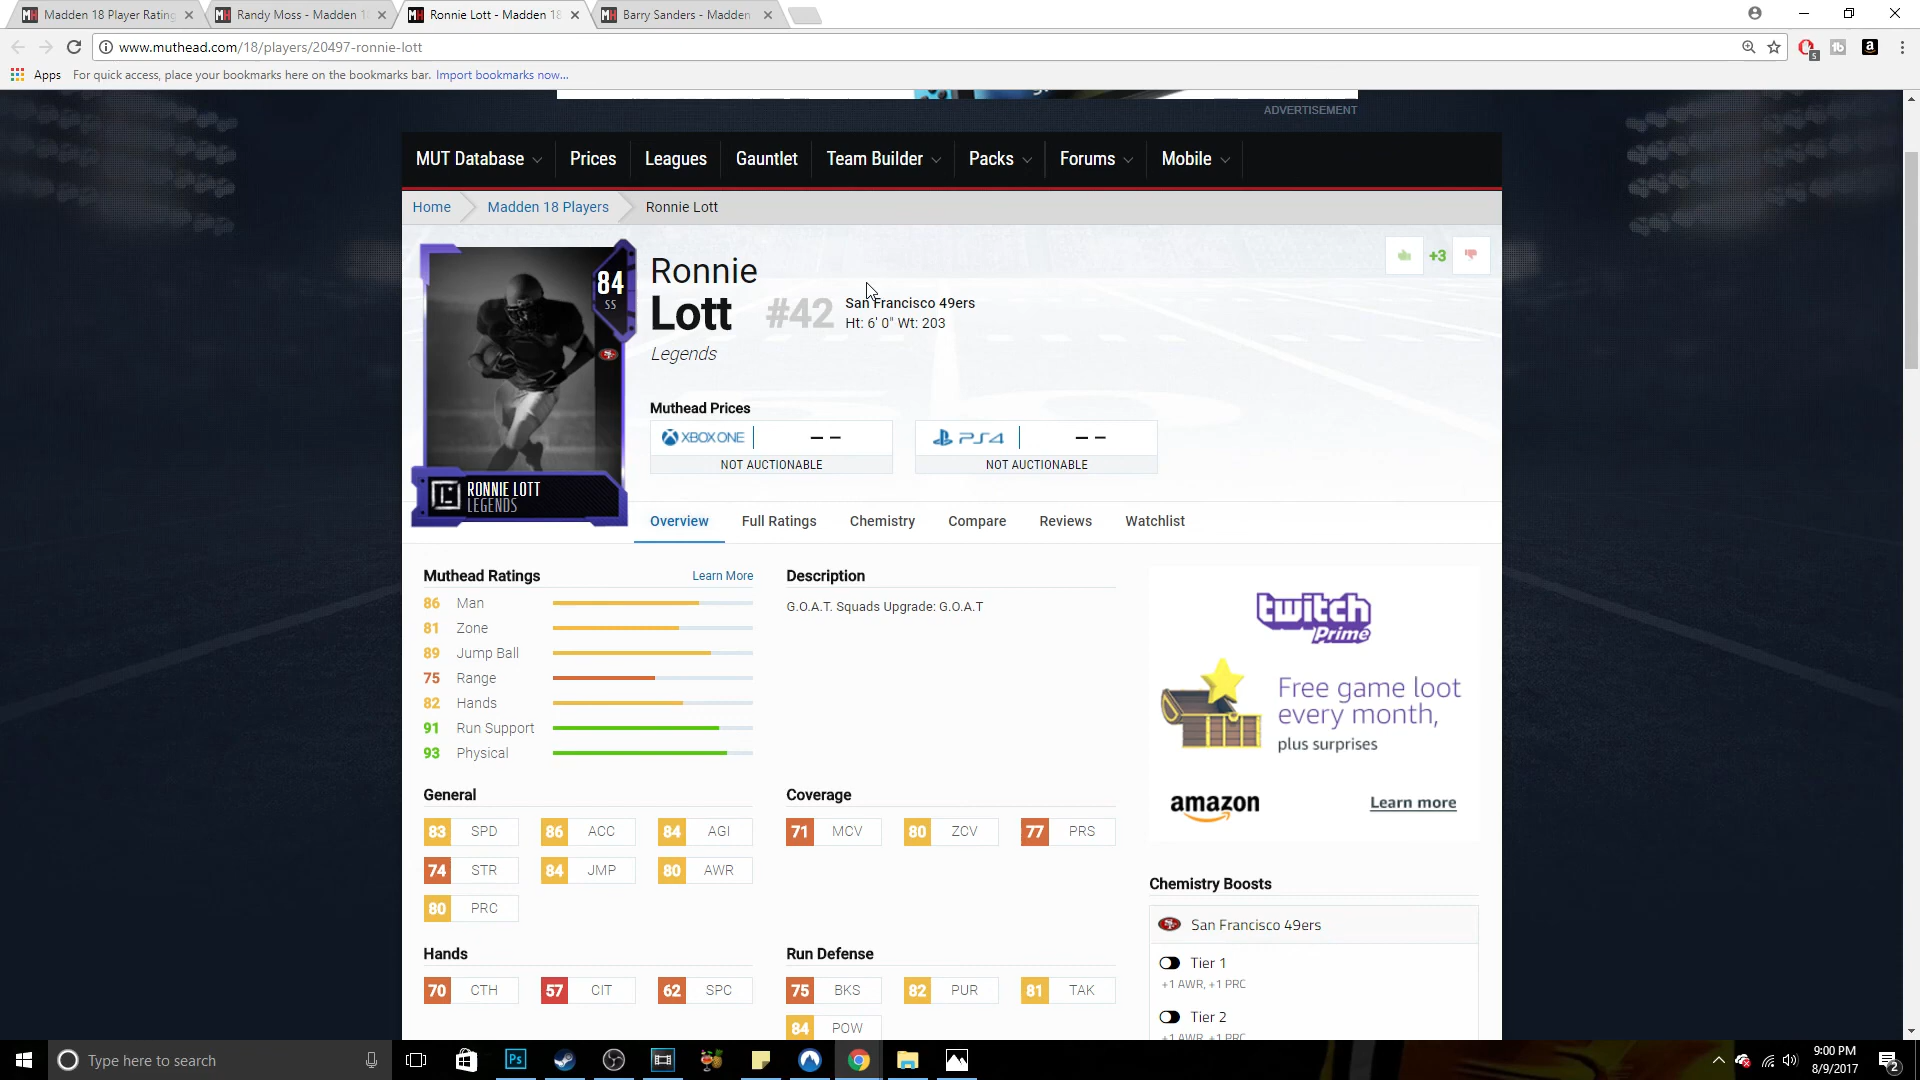 Madden 18 Player Rating
Randy Moss - Madden 18
Ronnie Lott - Madden 18
Barry Sanders - Madden
www.muthead.com/18/players/20497-ronnie-lott
5
Apps For quick access, place your bookmarks here on the bookmarks bar. Import bookmarks now...
ADVERTISEMENT
MUT Database Prices Leagues Gauntlet Team Builder Packs Forums Mobile
Home Madden 18 Players Ronnie Lott
84
SS
RONNIE LOTT
LEGENDS
Ronnie
Lott #42
San Francisco 49ers
Ht: 6' 0" Wt: 203
Legends
+3
Muthead Prices
XBOX ONE – –
NOT AUCTIONABLE
PS4 – –
NOT AUCTIONABLE
Overview Full Ratings Chemistry Compare Reviews Watchlist
Muthead Ratings Learn More
86 Man
81 Zone
89 Jump Ball
75 Range
82 Hands
91 Run Support
93 Physical
Description
G.O.A.T. Squads Upgrade: G.O.A.T
twitch
Prime
Free game loot
every month,
plus surprises
amazon Learn more
General
83 SPD 86 ACC 84 AGI
74 STR 84 JMP 80 AWR
80 PRC
Coverage
71 MCV 80 ZCV 77 PRS
Hands
70 CTH 57 CIT 62 SPC
Run Defense
75 BKS 82 PUR 81 TAK
84 POW
Chemistry Boosts
San Francisco 49ers
Tier 1
+1 AWR, +1 PRC
Tier 2
+1 AWR, +1 PRC
Type here to search
Ps
9:00 PM
8/9/2017
2